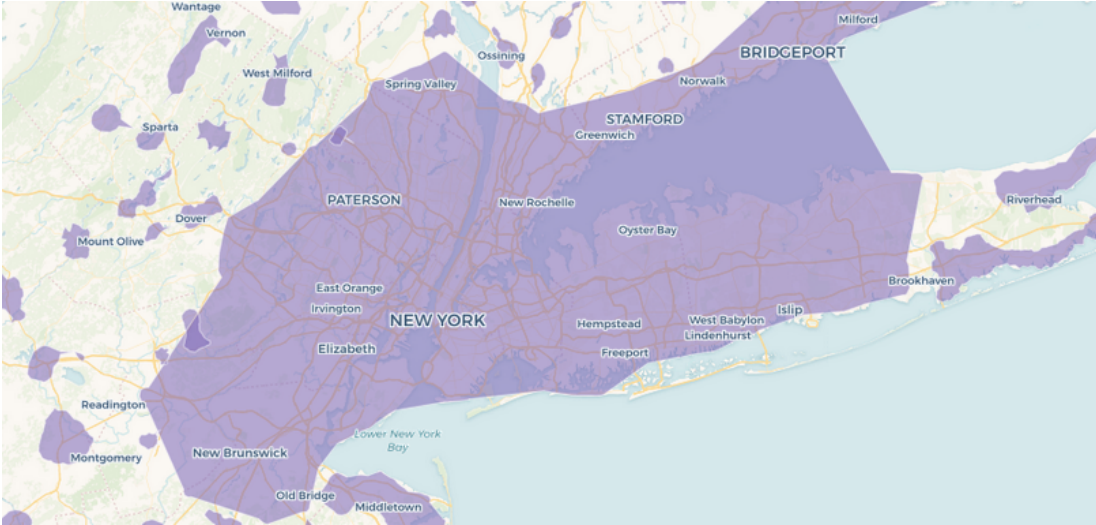 Wantage
Milford
Vernon
BRIDGEPORT
Ossining
West Milford
Spring Valley
Norwalk
STAMFORD
Sparta
Greenwich
PATERSON
New Rochelle
Riverhead
Dover
Oyster Bay
Mount Olive
Brookhaven
East Orange
Irvington
Islip
NEW YORK
Hempstead
West Babylon
Lindenhurst
Elizabeth
Freeport
Readington
Lower New York
Bay
New Brunswick
Montgomery
Old Bridge
Middletown